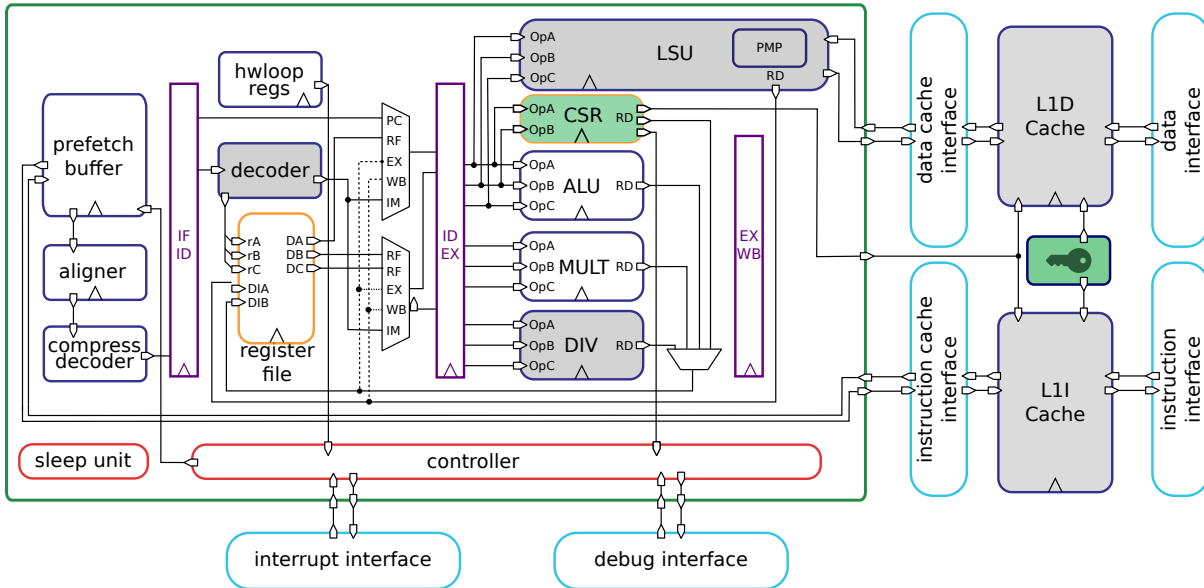 prefetch
buffer
aligner
compress
decoder
IF
ID
hwloop
regs
decoder
rA
rB
rC
DIA
DIB
DA
DB
DC
register
file
PC
RF
EX
WB
IM
RF
RF
EX
WB
IM
ID
EX
OpA
OpB
OpC
LSU
PMP
RD
OpA
OpB
CSR
RD
OpA
OpB
OpC
ALU
RD
OpA
OpB
OpC
MULT
RD
OpA
OpB
OpC
DIV
RD
EX
WB
sleep unit
controller
interrupt interface
debug interface
data cache
interface
L1D
Cache
data
interface
instruction cache
interface
L1I
Cache
instruction
interface